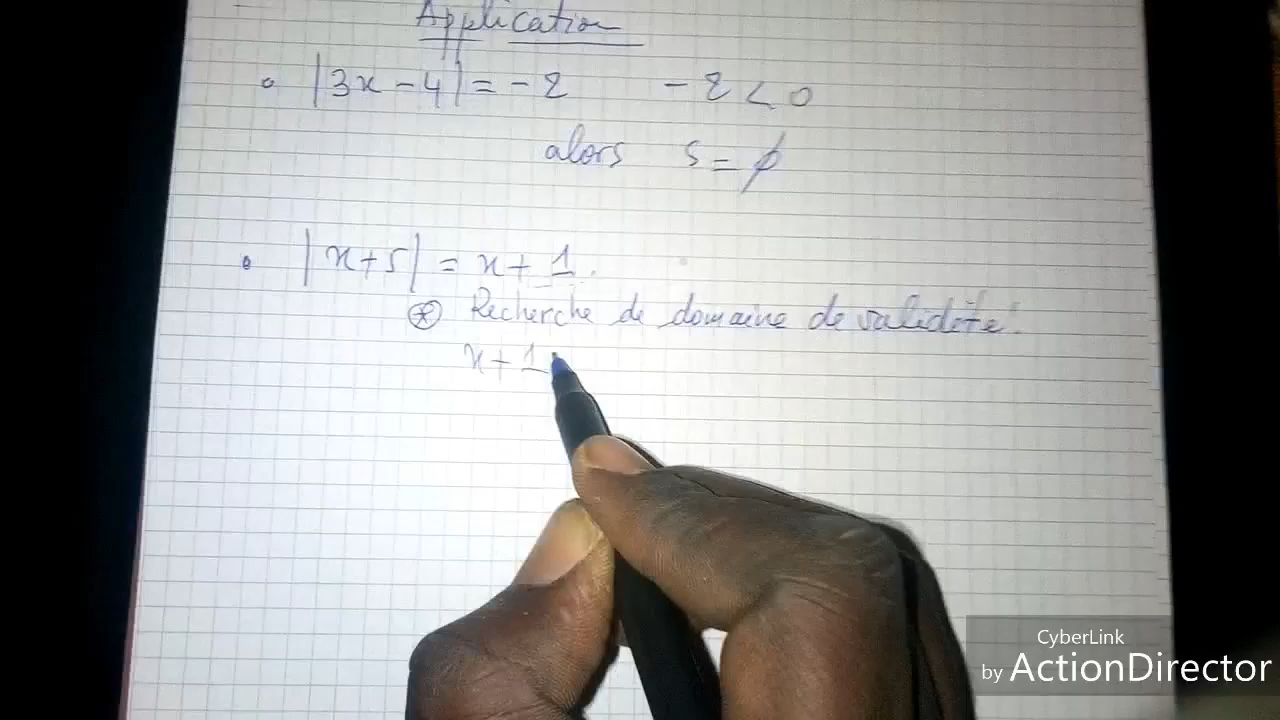 Application
• |3x-4| = -2 -2 < 0
alors S = ϕ
• |x+5| = x+1.
⊛ Recherche de domaine de validité.
x+1
CyberLink
by ActionDirector